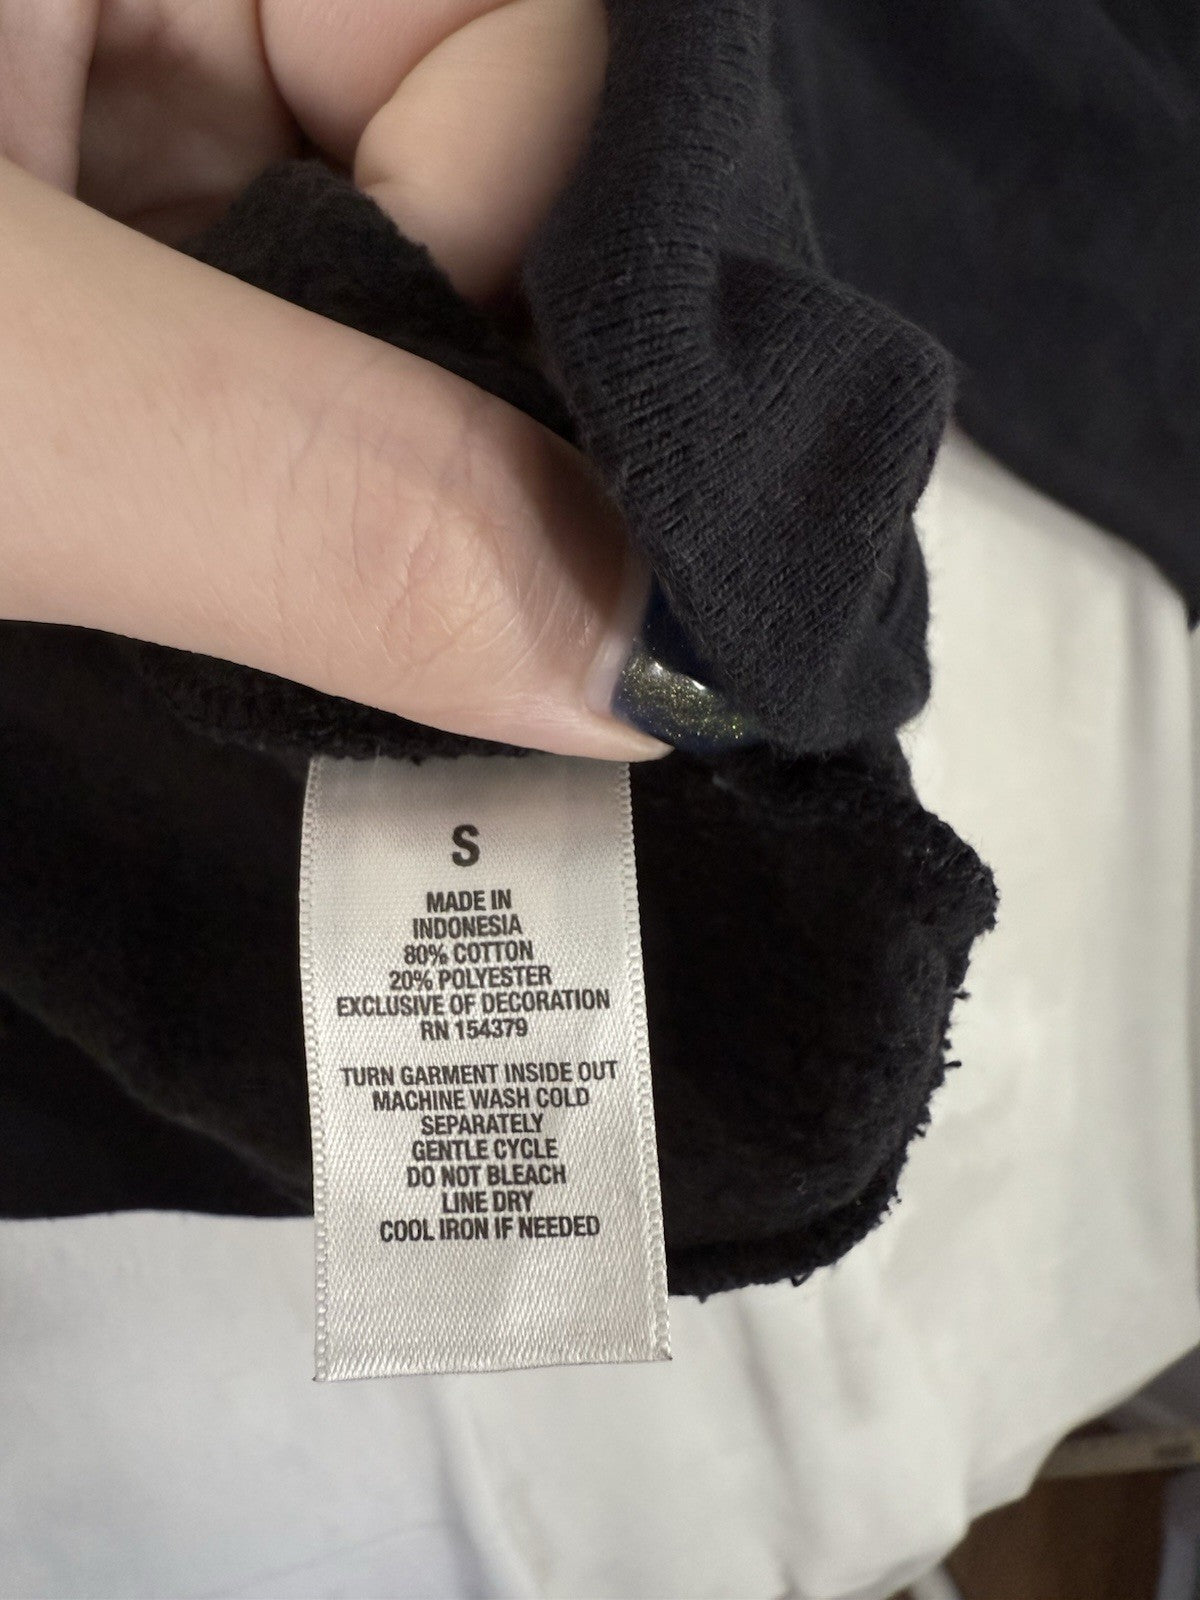 S
MADE IN
INDONESIA
80% COTTON
20% POLYESTER
EXCLUSIVE OF DECORATION
RN 154379
TURN GARMENT INSIDE OUT
MACHINE WASH COLD
SEPARATELY
GENTLE CYCLE
DO NOT BLEACH
LINE DRY
COOL IRON IF NEEDED